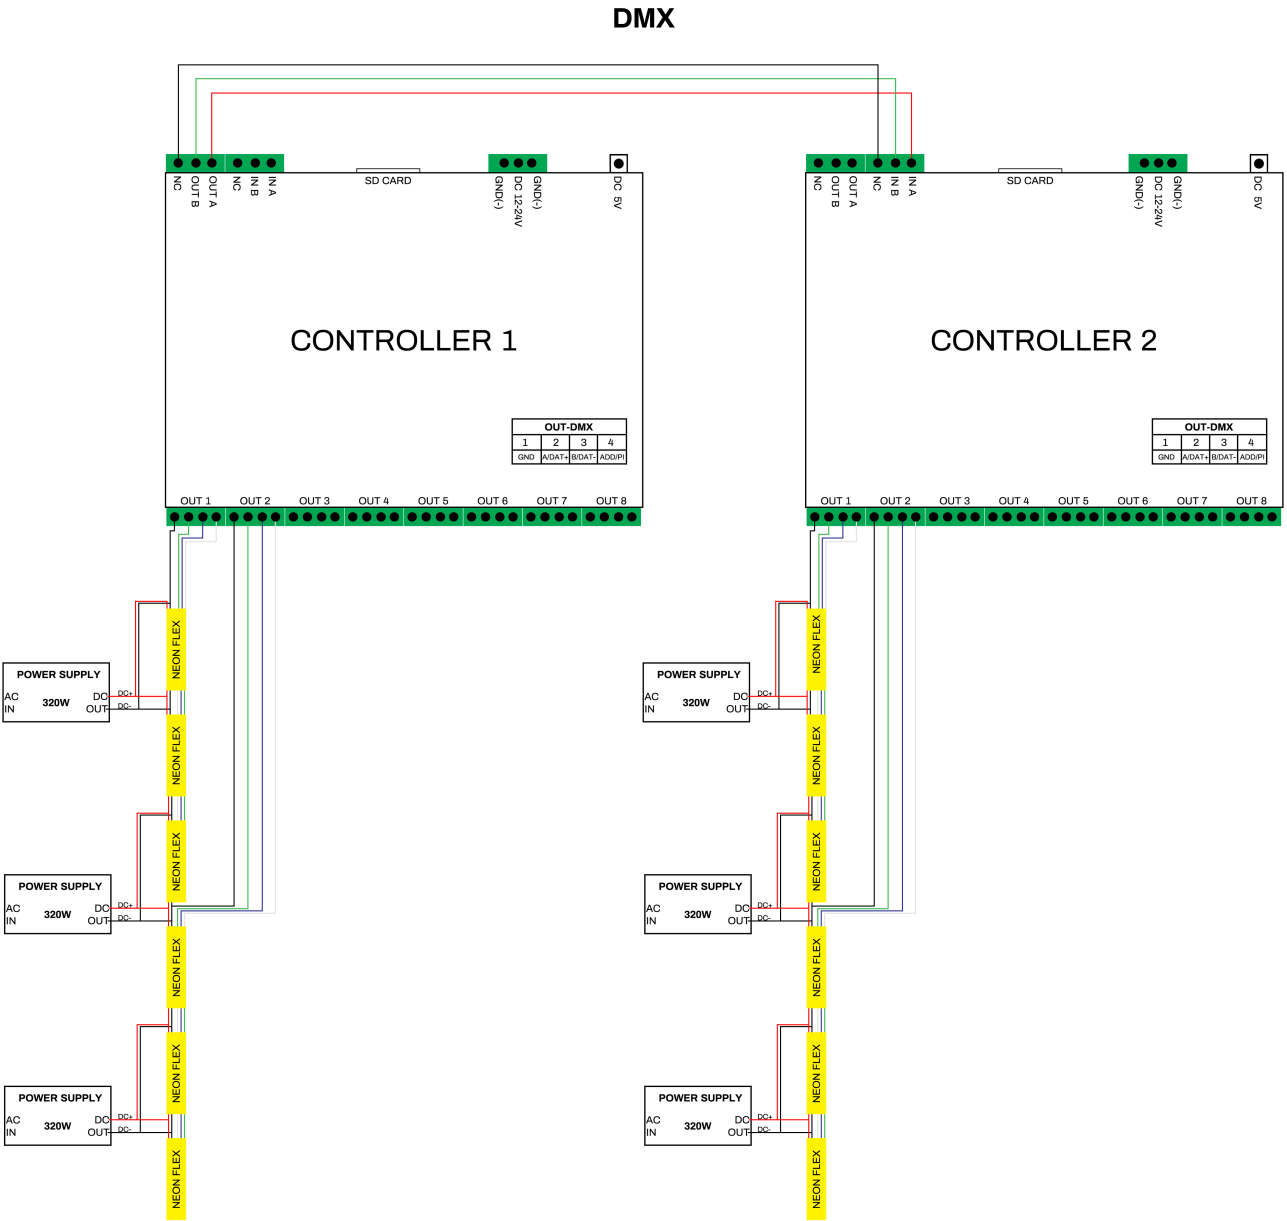 DMX
NC OUT B OUT A NC IN B IN A
SD CARD
GND(-) DC 12-24V GND(-)
DC 5V
NC OUT B OUT A NC IN B IN A
SD CARD
GND(-) DC 12-24V GND(-)
DC 5V
CONTROLLER 1
CONTROLLER 2
OUT-DMX
1 2 3 4
GND A/DAT+ B/DAT- ADD/PI
OUT-DMX
1 2 3 4
GND A/DAT+ B/DAT- ADD/PI
OUT 1 OUT 2 OUT 3 OUT 4 OUT 5 OUT 6 OUT 7 OUT 8
OUT 1 OUT 2 OUT 3 OUT 4 OUT 5 OUT 6 OUT 7 OUT 8
NEON FLEX
NEON FLEX
POWER SUPPLY
AC DC DC+
320W
IN OUT DC-
POWER SUPPLY
AC DC DC+
320W
IN OUT DC-
NEON FLEX
NEON FLEX
NEON FLEX
NEON FLEX
POWER SUPPLY
AC DC DC+
320W
IN OUT DC-
POWER SUPPLY
AC DC DC+
320W
IN OUT DC-
NEON FLEX
NEON FLEX
NEON FLEX
NEON FLEX
POWER SUPPLY
AC DC DC+
320W
IN OUT DC-
POWER SUPPLY
AC DC DC+
320W
IN OUT DC-
NEON FLEX
NEON FLEX